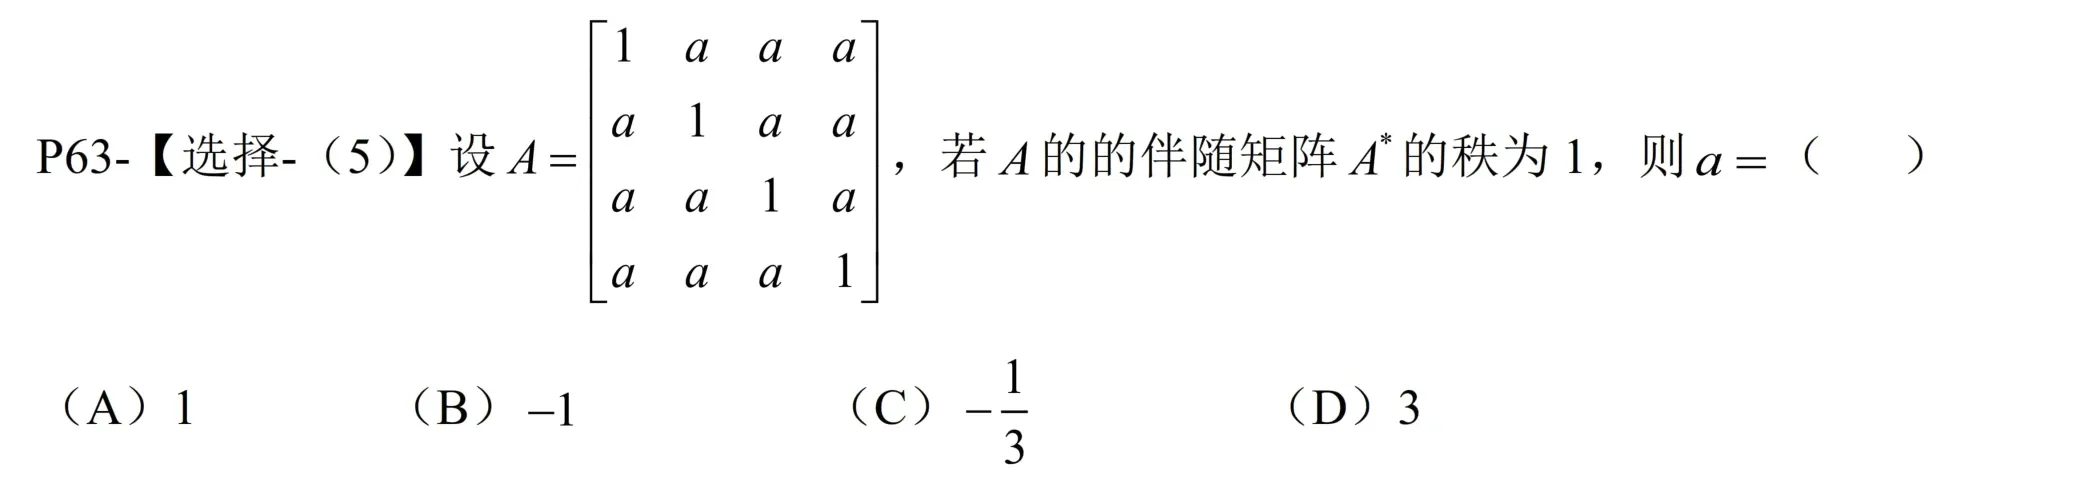 P63-【选择-（5）】设 $A=\begin{bmatrix}1 & a & a & a\\ a & 1 & a & a\\ a & a & 1 & a\\ a & a & a & 1\end{bmatrix}$，若 $A$ 的的伴随矩阵 $A^*$ 的秩为 1，则 $a=$（　　）
（A）1 （B）$-1$ （C）$-\frac{1}{3}$ （D）3